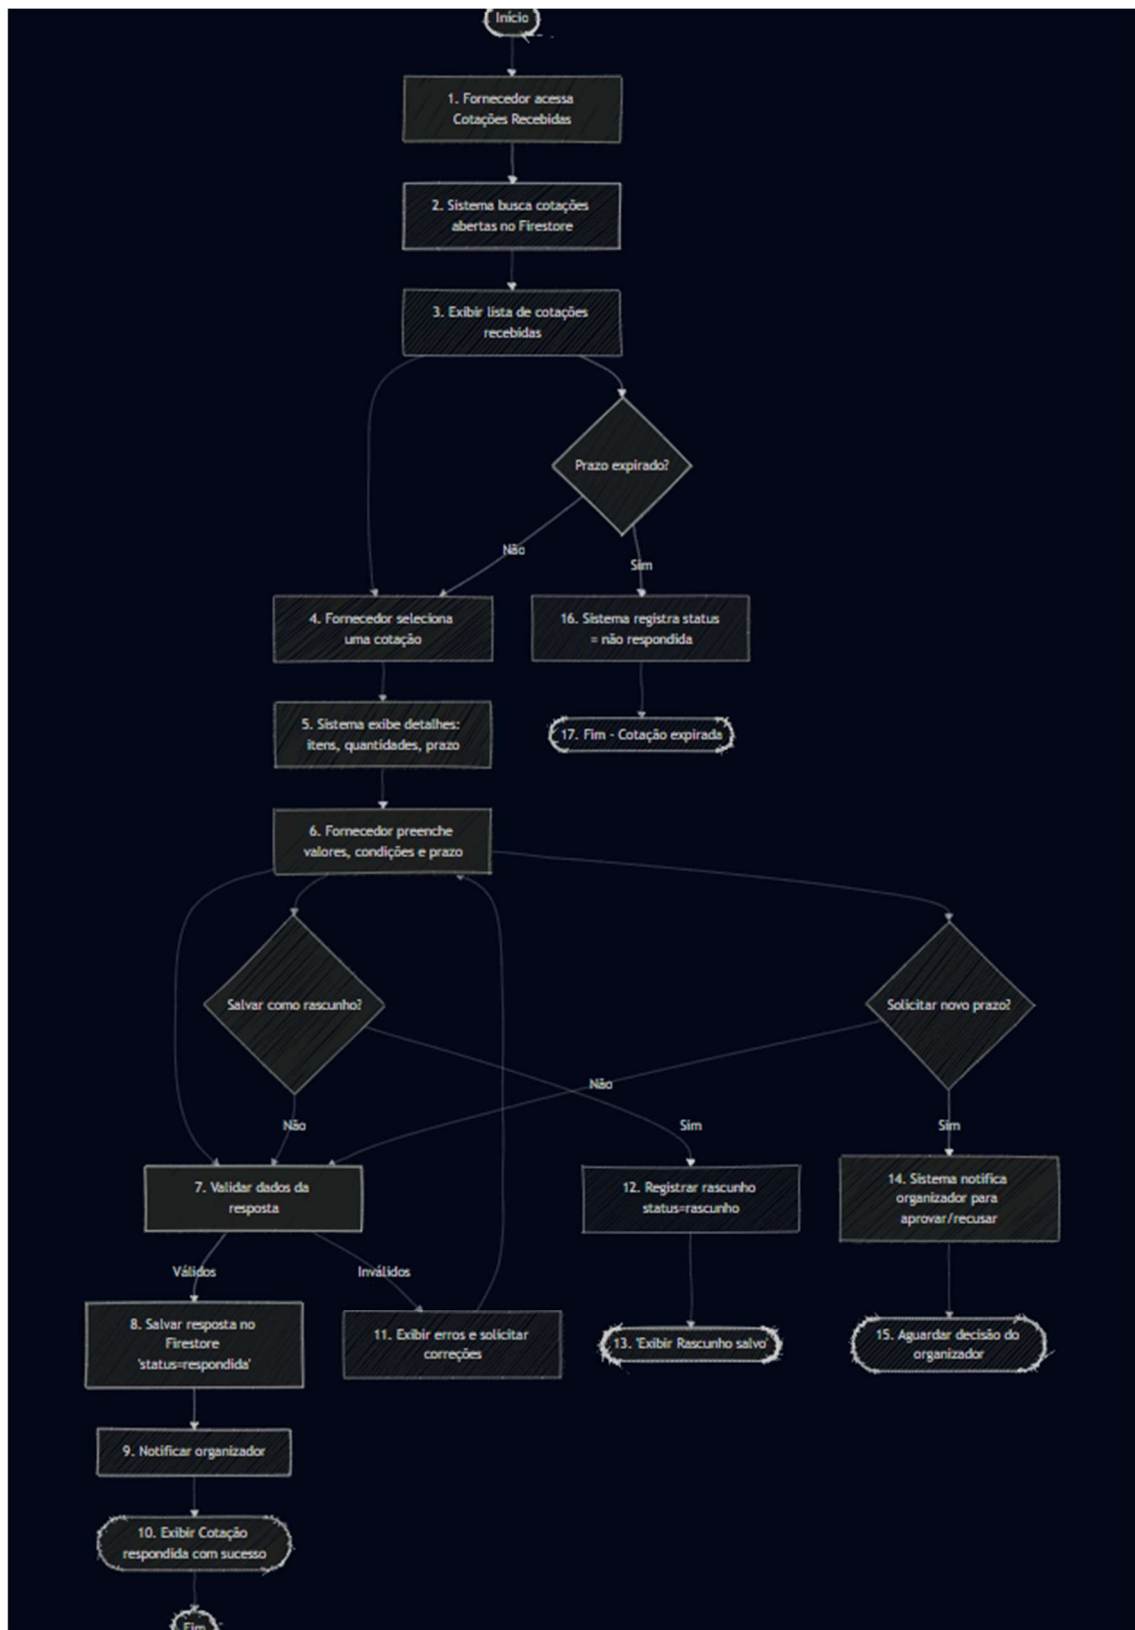 Início
1. Fornecedor acessa
Cotações Recebidas
2. Sistema busca cotações
abertas no Firestore
3. Exibir lista de cotações
recebidas
Prazo expirado?
Não
Sim
4. Fornecedor seleciona
uma cotação
16. Sistema registra status
= não respondida
5. Sistema exibe detalhes:
itens, quantidades, prazo
17. Fim - Cotação expirada
6. Fornecedor preenche
valores, condições e prazo
Salvar como rascunho?
Solicitar novo prazo?
Não
Não
Sim
Sim
7. Validar dados da
resposta
12. Registrar rascunho
status=rascunho
14. Sistema notifica
organizador para
aprovar/recusar
Válidos
Inválidos
8. Salvar resposta no
Firestore
'status=respondida'
11. Exibir erros e solicitar
correções
13. 'Exibir Rascunho salvo'
15. Aguardar decisão do
organizador
9. Notificar organizador
10. Exibir Cotação
respondida com sucesso
Fim